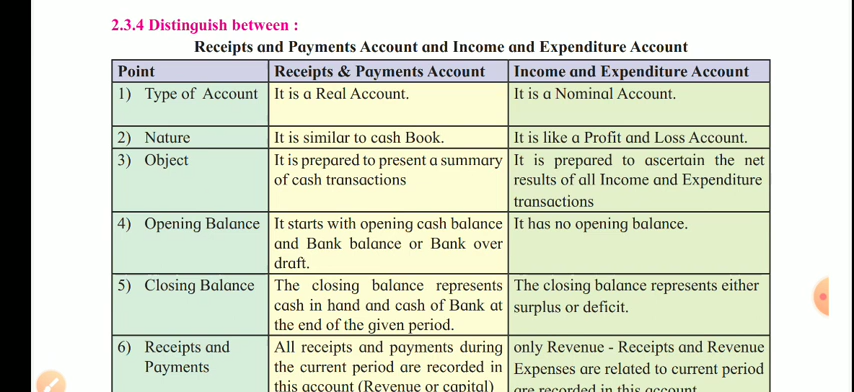 2.3.4 Distinguish between :
Receipts and Payments Account and Income and Expenditure Account
Point
Receipts & Payments Account
Income and Expenditure Account
1) Type of Account
It is a Real Account.
It is a Nominal Account.
2) Nature
It is similar to cash Book.
It is like a Profit and Loss Account.
3) Object
It is prepared to present a summary
of cash transactions
It is prepared to ascertain the net
results of all Income and Expenditure
transactions
4) Opening Balance
It starts with opening cash balance
and Bank balance or Bank over
draft.
It has no opening balance.
5) Closing Balance
The closing balance represents
cash in hand and cash of Bank at
the end of the given period.
The closing balance represents either
surplus or deficit.
6) Receipts and
Payments
All receipts and payments during
the current period are recorded in
this account (Revenue or capital)
only Revenue - Receipts and Revenue
Expenses are related to current period
are recorded in this account